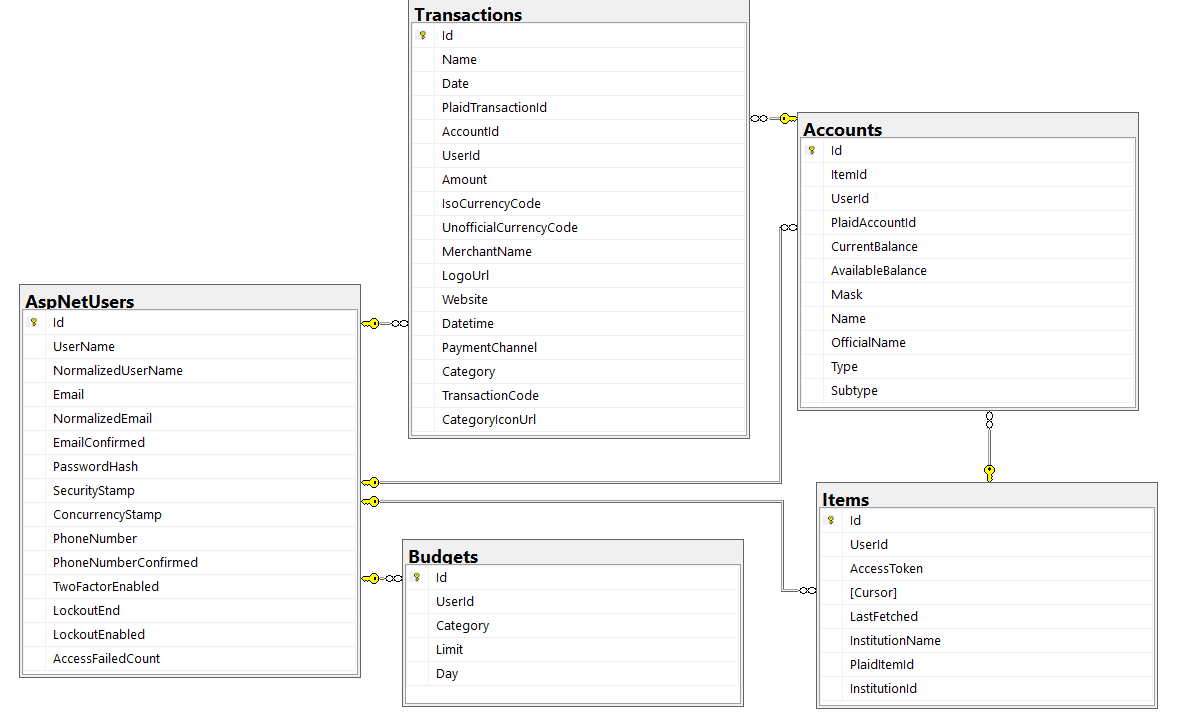 Transactions
Id
Name
Date
PlaidTransactionId
AccountId
UserId
Amount
IsoCurrencyCode
UnofficialCurrencyCode
MerchantName
LogoUrl
Website
Datetime
PaymentChannel
Category
TransactionCode
CategoryIconUrl
Accounts
Id
ItemId
UserId
PlaidAccountId
CurrentBalance
AvailableBalance
Mask
Name
OfficialName
Type
Subtype
AspNetUsers
Id
UserName
NormalizedUserName
Email
NormalizedEmail
EmailConfirmed
PasswordHash
SecurityStamp
ConcurrencyStamp
PhoneNumber
PhoneNumberConfirmed
TwoFactorEnabled
LockoutEnd
LockoutEnabled
AccessFailedCount
Budgets
Id
UserId
Category
Limit
Day
Items
Id
UserId
AccessToken
[Cursor]
LastFetched
InstitutionName
PlaidItemId
InstitutionId